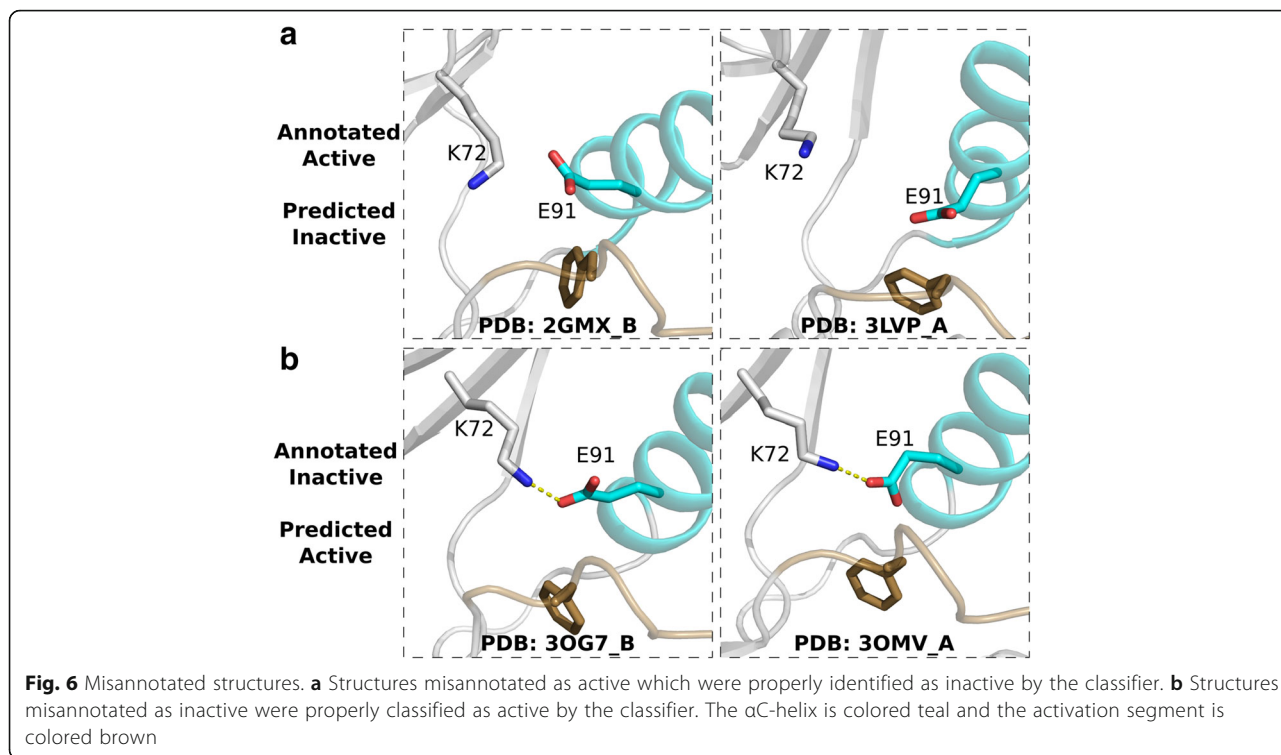 a
Annotated
Active
Predicted
Inactive
K72
E91
PDB: 2GMX_B
K72
E91
PDB: 3LVP_A
b
Annotated
Inactive
Predicted
Active
K72
E91
PDB: 3OG7_B
K72
E91
PDB: 3OMV_A
Fig. 6 Misannotated structures. a Structures misannotated as active which were properly identified as inactive by the classifier. b Structures
misannotated as inactive were properly classified as active by the classifier. The αC-helix is colored teal and the activation segment is
colored brown